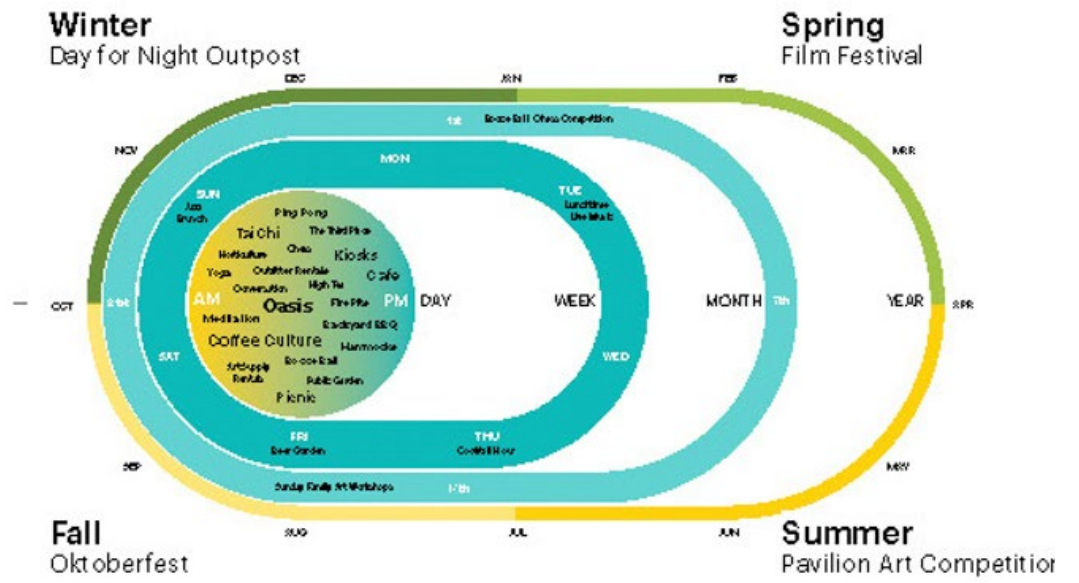 Winter
Day for Night Outpost
Spring
Film Festival
DEC
JAN
FEB
1st
Bocce Ball Chess Competition
NOV
MAR
MON
SUN
Jazz
Brunch
TUE
Lunchtime
Ping Pong
Tai Chi
The Third Place
Chess
Horticulture
Kiosks
Yoga
Outfitter Rentals
Cafe
Conversation
High Tea
AM
Oasis
Fire Pits
PM
DAY
WEEK
MONTH
7th
YEAR
OCT
21st
APR
Meditation
Backyard BBQ
Coffee Culture
Hammocks
SAT
WED
Bocce Ball
Art Supply
Rentals
Public Garden
Picnic
FRI
Beer Garden
THU
Cocktail Hour
SEP
MAY
Sunday Family Art Workshops
14th
AUG
JUL
JUN
Fall
Oktoberfest
Summer
Pavilion Art Competition